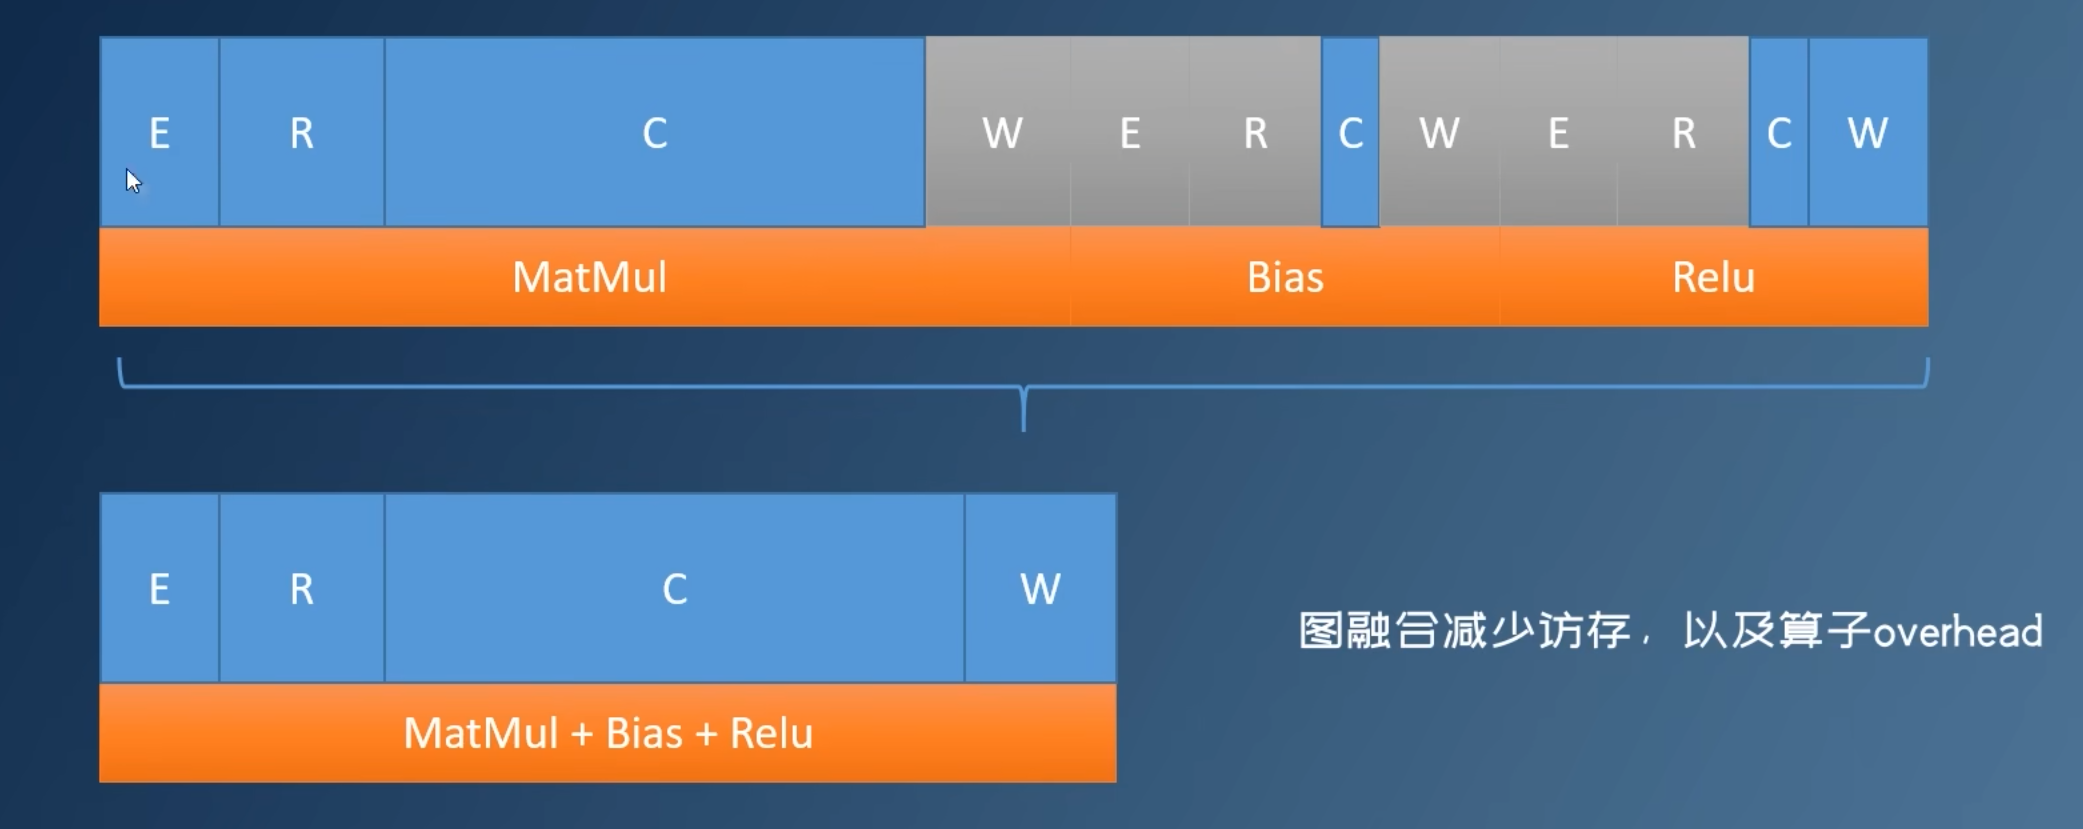 E R C W E R C W E R C W
MatMul Bias Relu
E R C W
图融合减少访存，以及算子overhead
MatMul + Bias + Relu